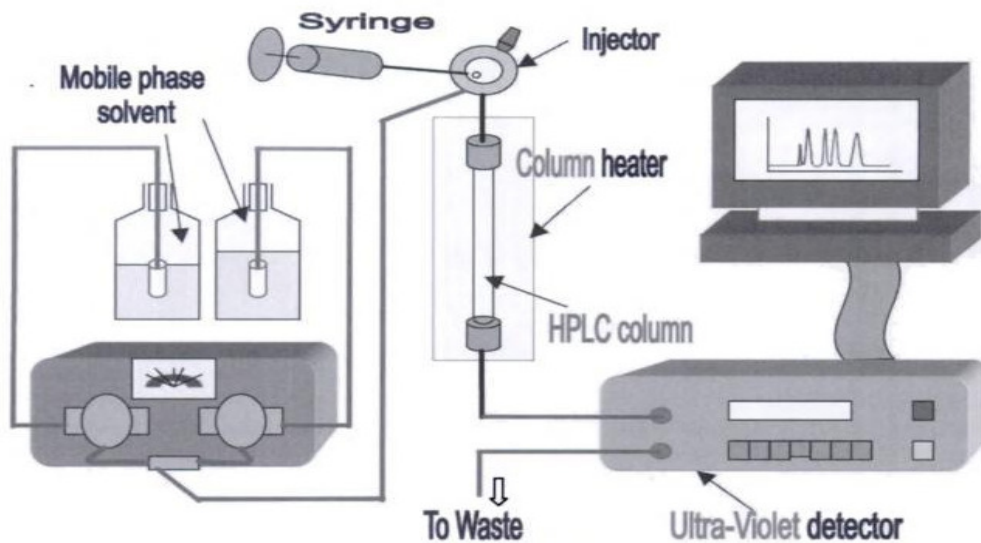 Syringe
Injector
Mobile phase
solvent
Column heater
HPLC column
To Waste
Ultra-Violet detector